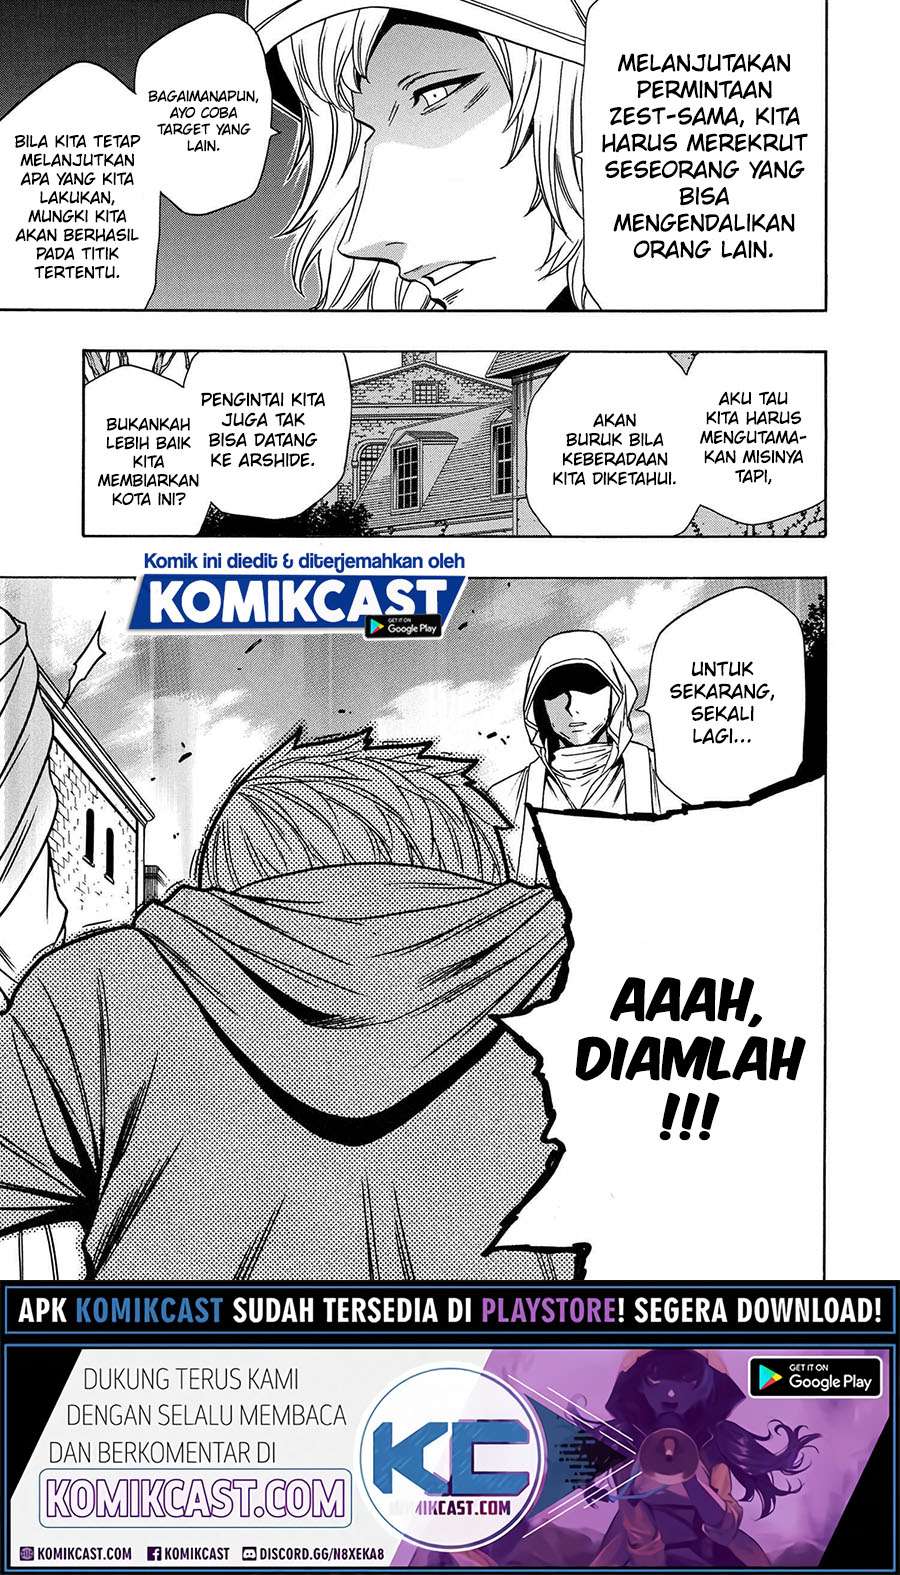 MELANJUTAKAN
PERMINTAAN
ZEST-SAMA, KITA
HARUS MEREKRUT
SESEORANG YANG
BISA
MENGENDALIKAN
ORANG LAIN.
BAGAIMANAPUN,
AYO COBA
TARGET YANG
LAIN.
BILA KITA TETAP
MELANJUTKAN
APA YANG KITA
LAKUKAN,
MUNGKI KITA
AKAN BERHASIL
PADA TITIK
TERTENTU.
AKU TAU
KITA HARUS
MENGUTAMA-
KAN MISINYA
TAPI,
AKAN
BURUK BILA
KEBERADAAN
KITA DIKETAHUI.
PENGINTAI KITA
JUGA TAK
BISA DATANG
KE ARSHIDE.
BUKANKAH
LEBIH BAIK
KITA
MEMBIARKAN
KOTA INI?
Komik ini diedit & diterjemahkan oleh
KOMIKCAST
GET IT ON
Google Play
UNTUK
SEKARANG,
SEKALI
LAGI...
AAAH,
DIAMLAH
!!!
APK KOMIKCAST SUDAH TERSEDIA DI PLAYSTORE! SEGERA DOWNLOAD!
DUKUNG TERUS KAMI
DENGAN SELALU MEMBACA
DAN BERKOMENTAR DI
KOMIKCAST.COM
KOMIKCAST.COM KOMIKCAST DISCORD.GG/N8XEKA8
KC
GET IT ON
Google Play